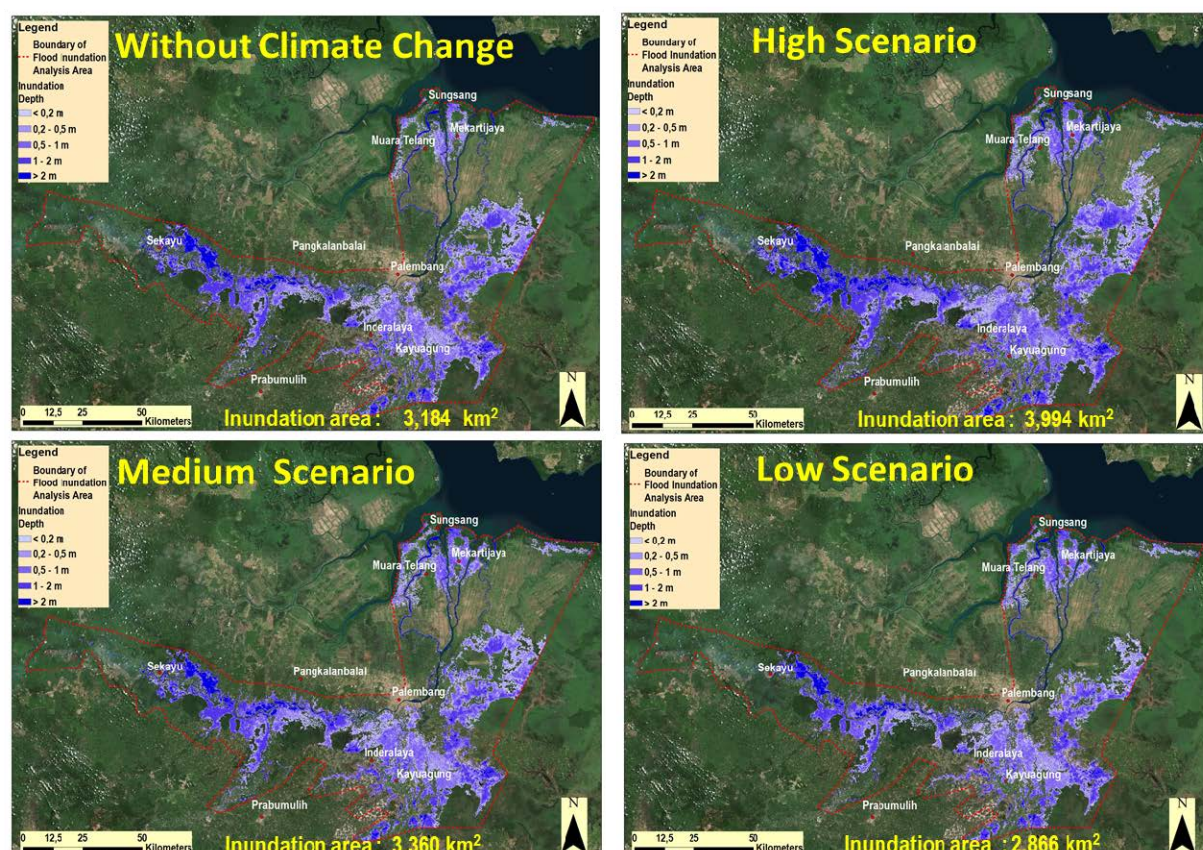 Without Climate Change
Legend
Boundary of
Flood Inundation
Analysis Area
Inundation
Depth
< 0,2 m
0,2 - 0,5 m
0,5 - 1 m
1 - 2 m
> 2 m
Sungsang
Mekartijaya
Muara Telang
Sekayu
Pangkalanbalai
Palembang
Inceralaya
Kayuagung
Prabumulih
0 12,5 25 50
Kilometers
N
Inundation area : 3,184 km²
High Scenario
Legend
Boundary of
Flood Inundation
Analysis Area
Inundation
Depth
< 0,2 m
0,2 - 0,5 m
0,5 - 1 m
1 - 2 m
> 2 m
Sungsang
Mekartijaya
Muara Telang
Sekayu
Pangkalanbalai
Palembang
Inderalaya
Kayuagung
Prabumulih
0 12,5 25 50
Kilometers
N
Inundation area : 3,994 km²
Medium Scenario
Legend
Boundary of
Flood Inundation
Analysis Area
Inundation
Depth
< 0,2 m
0,2 - 0,5 m
0,5 - 1 m
1 - 2 m
> 2 m
Sungsang
Mekartijaya
Muara Telang
Sekayu
Pangkalanbalai
Palembang
Inderalaya
Kayuagung
Prabumulih
0 12,5 25 50
Kilometers
N
Inundation area : 3,360 km²
Low Scenario
Legend
Boundary of
Flood Inundation
Analysis Area
Inundation
Depth
< 0,2 m
0,2 - 0,5 m
0,5 - 1 m
1 - 2 m
> 2 m
Sungsang
Mekartijaya
Muara Telang
Sekayu
Pangkalanbalai
Palembang
Inderalaya
Kayuagung
Prabumulih
0 12,5 25 50
Kilometers
N
Inundation area : 2,866 km²